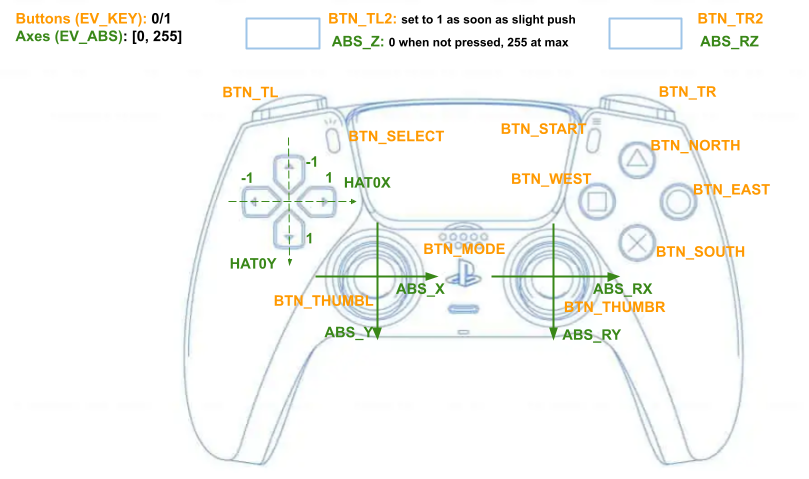 Buttons (EV_KEY): 0/1
Axes (EV_ABS): [0, 255]
BTN_TL2: set to 1 as soon as slight push
ABS_Z: 0 when not pressed, 255 at max
BTN_TR2
ABS_RZ
BTN_TL
BTN_TR
BTN_SELECT
BTN_START
BTN_NORTH
-1
-1
1
HAT0X
BTN_WEST
BTN_EAST
1
HAT0Y
BTN_MODE
BTN_SOUTH
ABS_X
ABS_RX
BTN_THUMBL
BTN_THUMBR
ABS_Y
ABS_RY